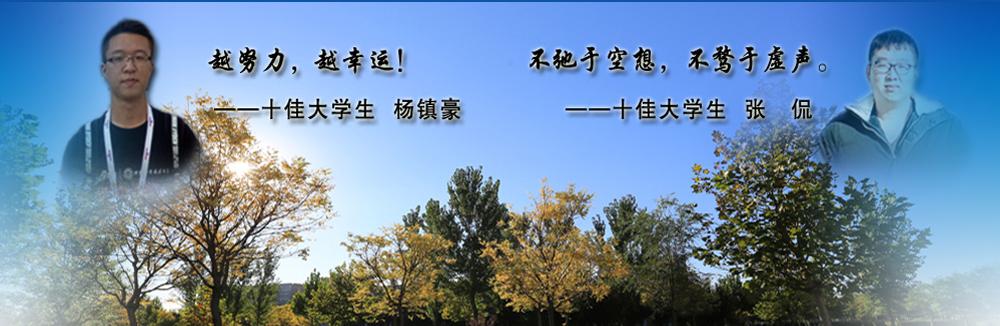 越努力，越幸运！
——十佳大学生 杨镇豪
不驰于空想，不骛于虚声。
——十佳大学生 张 侃